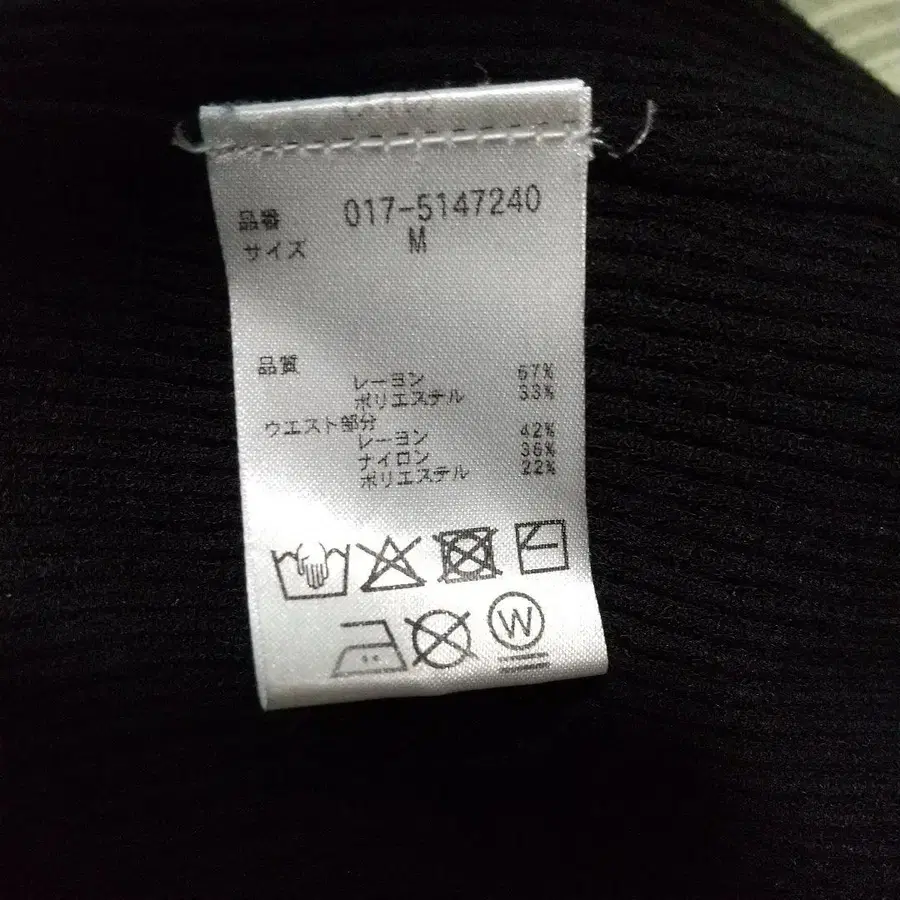 品番 017-5147240
サイズ M
品質
レーヨン 67%
ポリエステル 33%
ウエスト部分
レーヨン 42%
ナイロン 36%
ポリエステル 22%
W